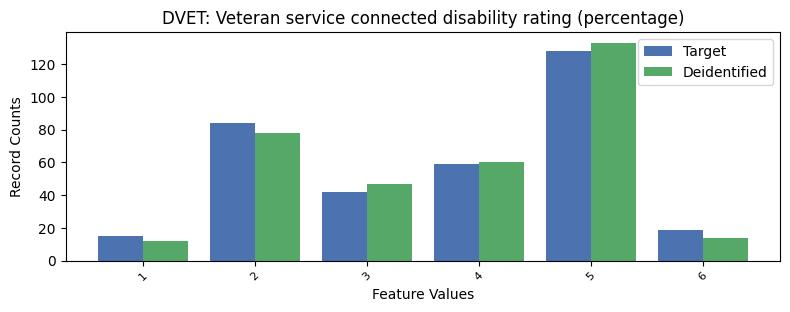 DVET: Veteran service connected disability rating (percentage)
Target
Deidentified
Record Counts
120
100
80
60
40
20
0
1 2 3 4 5 6
Feature Values